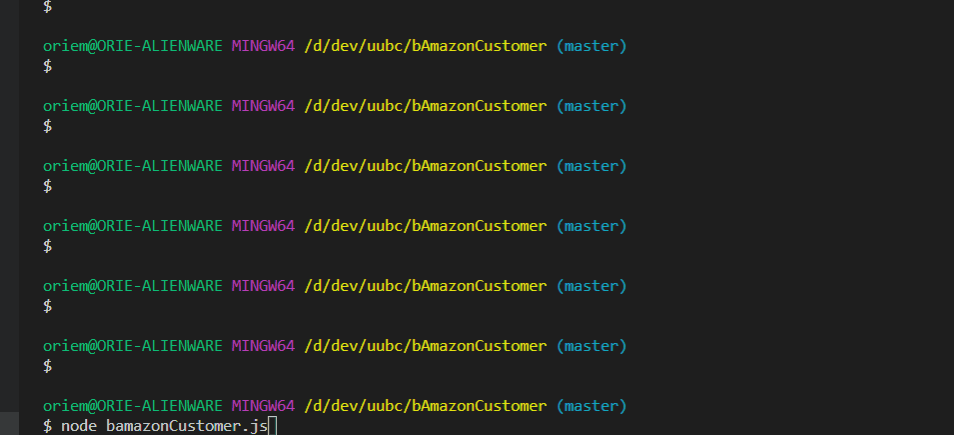 $
oriem@ORIE-ALIENWARE MINGW64 /d/dev/uubc/bAmazonCustomer (master)
$
oriem@ORIE-ALIENWARE MINGW64 /d/dev/uubc/bAmazonCustomer (master)
$
oriem@ORIE-ALIENWARE MINGW64 /d/dev/uubc/bAmazonCustomer (master)
$
oriem@ORIE-ALIENWARE MINGW64 /d/dev/uubc/bAmazonCustomer (master)
$
oriem@ORIE-ALIENWARE MINGW64 /d/dev/uubc/bAmazonCustomer (master)
$
oriem@ORIE-ALIENWARE MINGW64 /d/dev/uubc/bAmazonCustomer (master)
$
oriem@ORIE-ALIENWARE MINGW64 /d/dev/uubc/bAmazonCustomer (master)
$ node bamazonCustomer.js